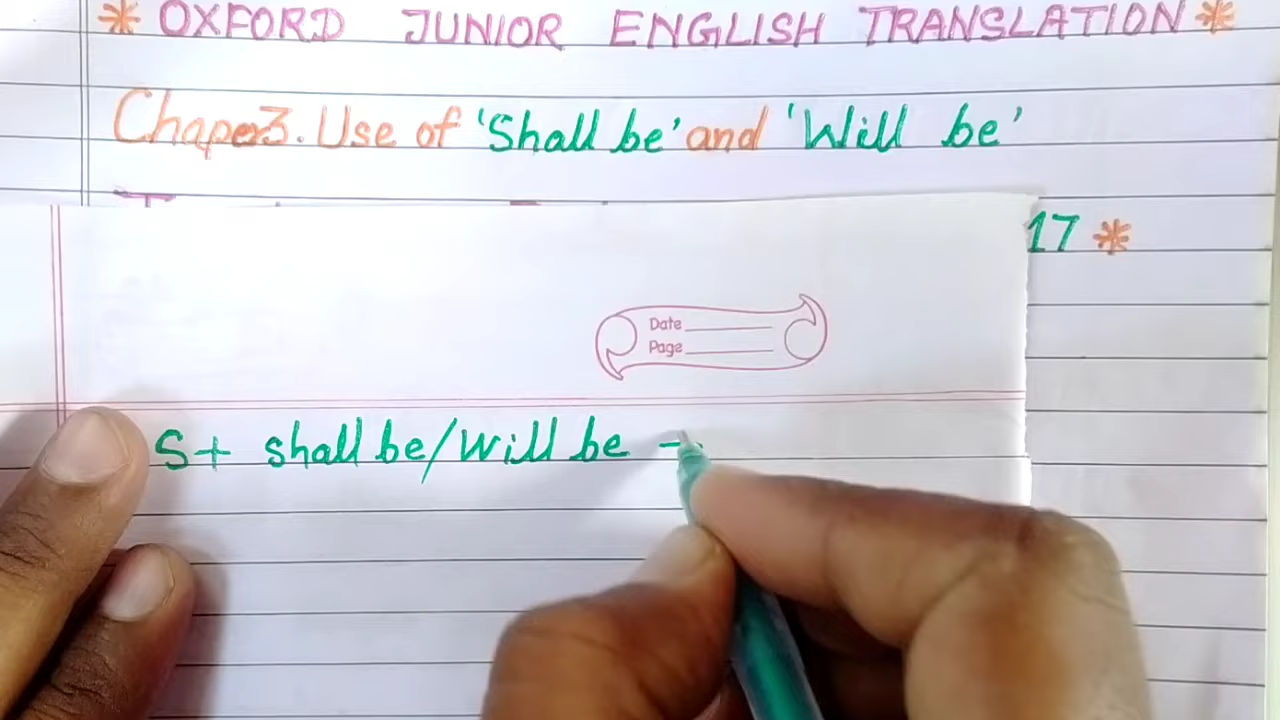 * OXFORD JUNIOR ENGLISH TRANSLATION *
Chaper3. Use of 'Shall be' and 'Will be'
17 *
Date
Page
S+ shall be/Will be +